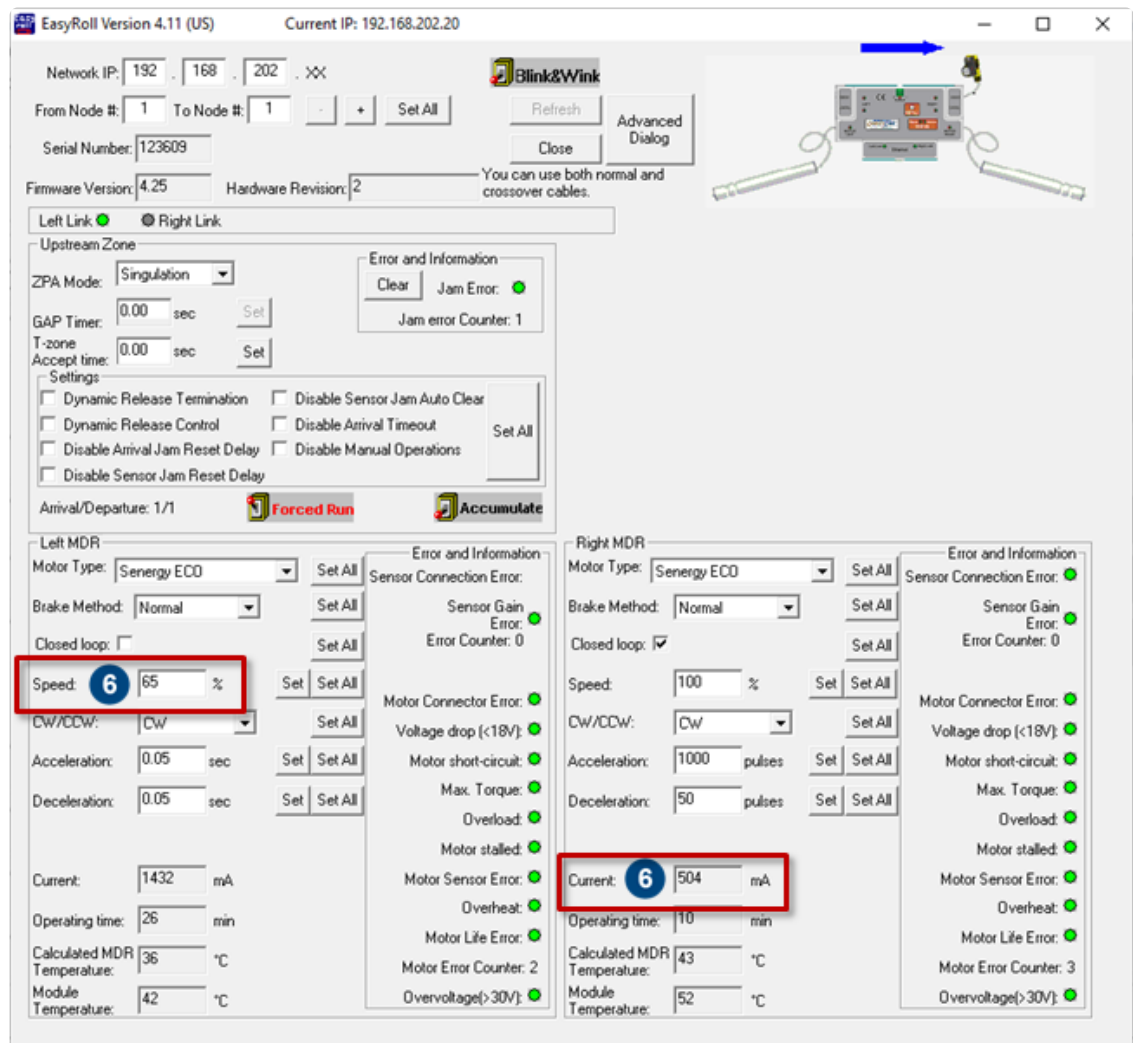 EasyRoll Version 4.11 (US) Current IP: 192.168.202.20
Network IP: 192 . 168 . 202 . XX
Blink&Wink
From Node #: 1 To Node #: 1 - + Set All
Refresh
Advanced Dialog
Serial Number: 123609
Close
Firmware Version: 4.25 Hardware Revision: 2
You can use both normal and
crossover cables.
Left Link Right Link
Upstream Zone
ZPA Mode: Singulation
GAP Timer: 0.00 sec Set
T-zone
Accept time: 0.00 sec Set
Error and Information
Clear Jam Error:
Jam error Counter: 1
Settings
Dynamic Release Termination Disable Sensor Jam Auto Clear
Dynamic Release Control Disable Arrival Timeout
Set All
Disable Arrival Jam Reset Delay Disable Manual Operations
Disable Sensor Jam Reset Delay
Arrival/Departure: 1/1 Forced Run Accumulate
Left MDR
Motor Type: Senergy ECO Set All
Brake Method: Normal Set All
Closed loop: Set All
Speed: 6 65 % Set Set All
CW/CCW: CW Set All
Acceleration: 0.05 sec Set Set All
Deceleration: 0.05 sec Set Set All
Current: 1432 mA
Operating time: 26 min
Calculated MDR
Temperature: 36 °C
Module
Temperature: 42 °C
Error and Information
Sensor Connection Error:
Sensor Gain
Error:
Error Counter: 0
Motor Connector Error:
Voltage drop (<18V):
Motor short-circuit:
Max. Torque:
Overload:
Motor stalled:
Motor Sensor Error:
Overheat:
Motor Life Error:
Motor Error Counter: 2
Overvoltage(>30V):
Right MDR
Motor Type: Senergy ECO Set All
Brake Method: Normal Set All
Closed loop: Set All
Speed: 100 % Set Set All
CW/CCW: CW Set All
Acceleration: 1000 pulses Set Set All
Deceleration: 50 pulses Set Set All
Current: 6 504 mA
Operating time: 10 min
Calculated MDR
Temperature: 43 °C
Module
Temperature: 52 °C
Error and Information
Sensor Connection Error:
Sensor Gain
Error:
Error Counter: 0
Motor Connector Error:
Voltage drop (<18V):
Motor short-circuit:
Max. Torque:
Overload:
Motor stalled:
Motor Sensor Error:
Overheat:
Motor Life Error:
Motor Error Counter: 3
Overvoltage(>30V):